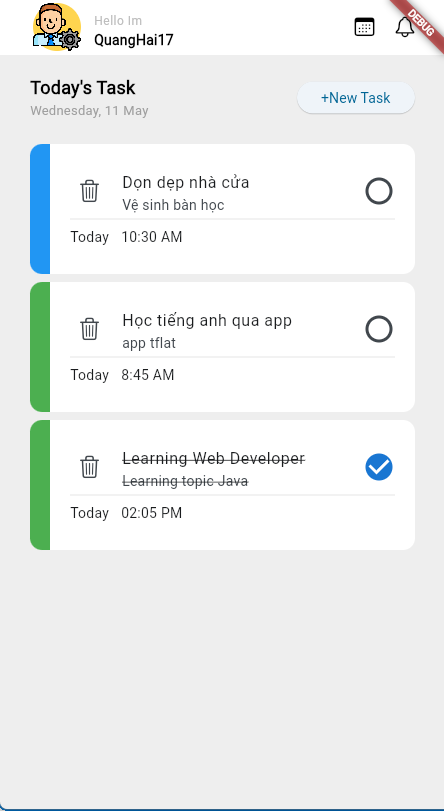 Hello Im
QuangHai17
DEBUG
Today's Task
Wednesday, 11 May
+New Task
Dọn dẹp nhà cửa
Vệ sinh bàn học
Today 10:30 AM
Học tiếng anh qua app
app tflat
Today 8:45 AM
Learning Web Developer
Learning topic Java
Today 02:05 PM